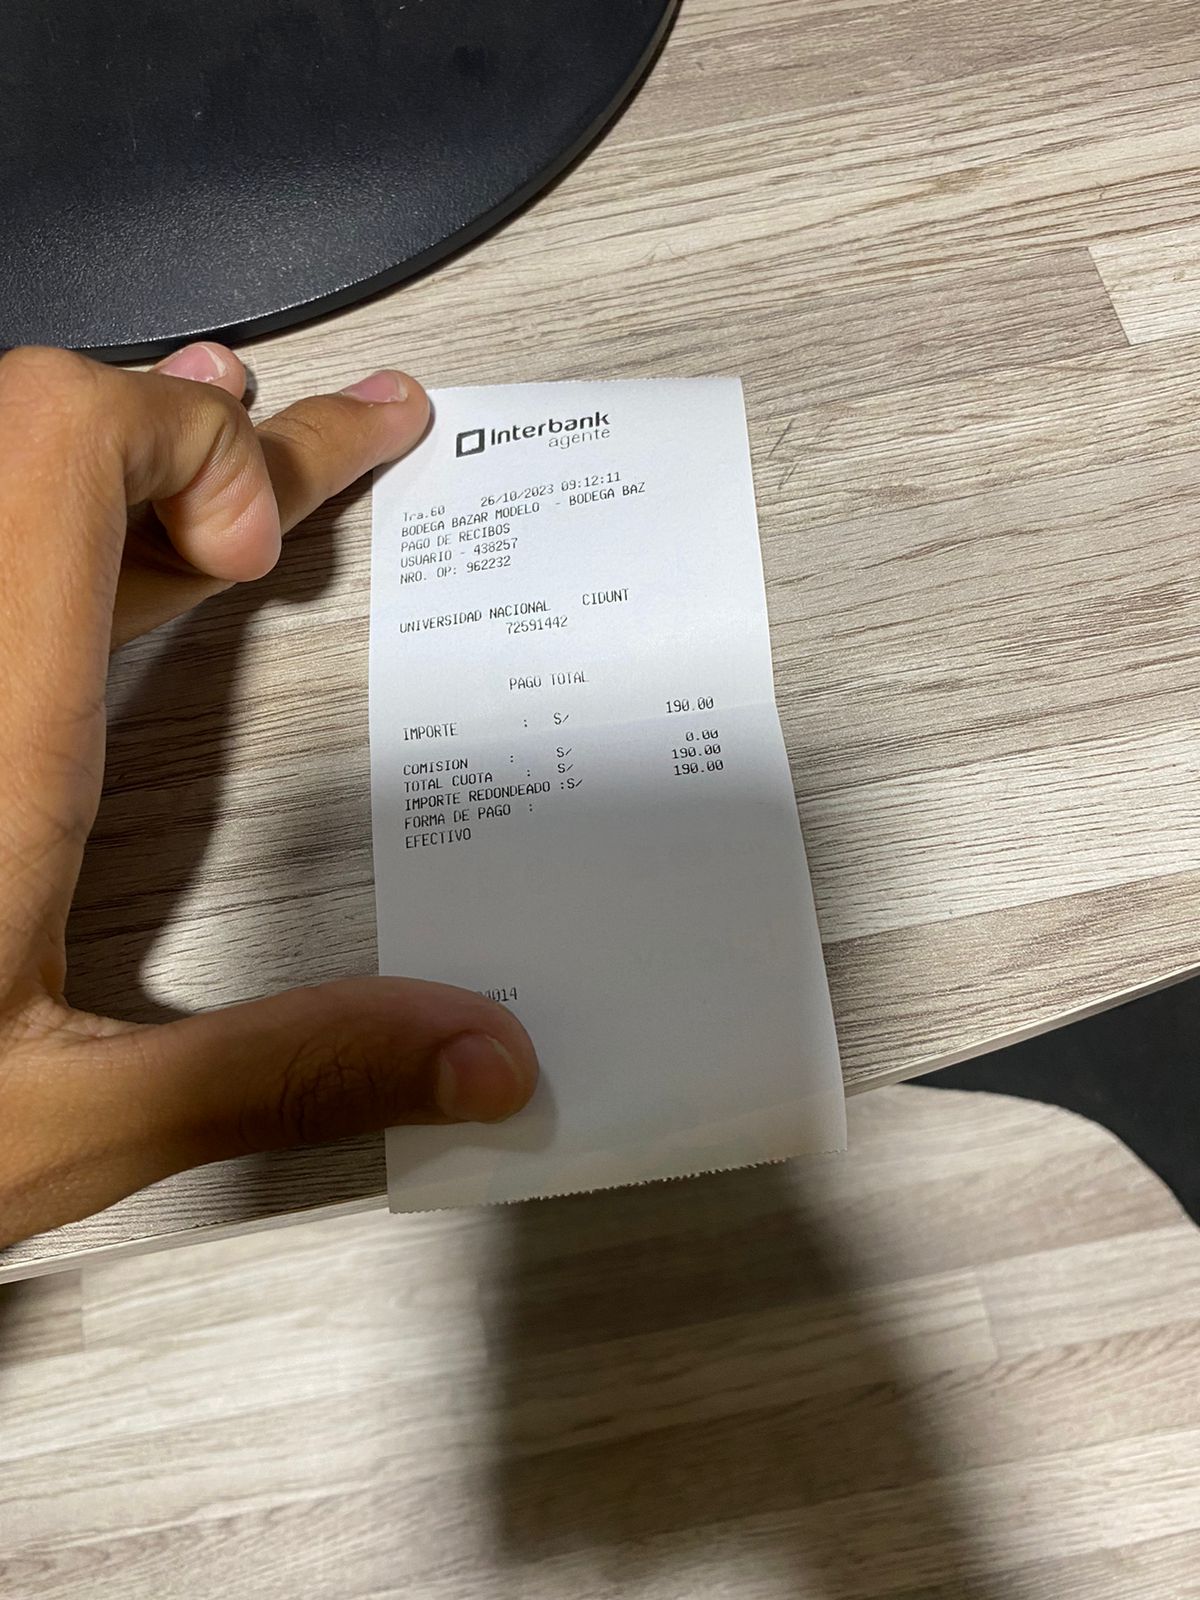 Interbank
agente
Tra.60 26/10/2023 09:12:11
BODEGA BAZAR MODELO - BODEGA BAZ
PAGO DE RECIBOS
USUARIO - 438257
NRO. OP: 962232
UNIVERSIDAD NACIONAL CIDUNT
72591442
PAGO TOTAL
IMPORTE : S/ 190.00
COMISION : S/ 0.00
TOTAL CUOTA : S/ 190.00
IMPORTE REDONDEADO :S/ 190.00
FORMA DE PAGO :
EFECTIVO